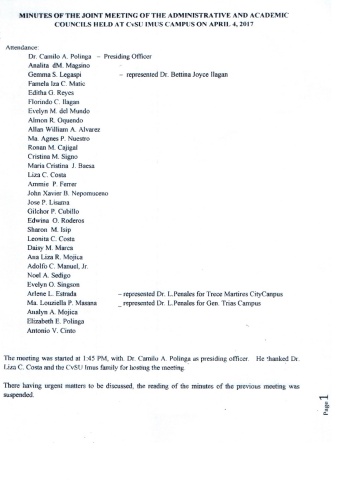 MINUTES OF THE JOINT MEETING OF THE ADMINISTRATIVE AND ACADEMIC
COUNCILS HELD AT CvSU IMUS CAMPUS ON APRIL 4, 2017
Attendance:
Dr. Camilo A. Polinga – Presiding Officer
Analita dM. Magsino
Gemma S. Legaspi – represented Dr. Bettina Joyce Ilagan
Famela Iza C. Matic
Editha G. Reyes
Florindo C. Ilagan
Evelyn M. del Mundo
Almon R. Oquendo
Allan William A. Alvarez
Ma. Agnes P. Nuestro
Ronan M. Cajigal
Cristina M. Signo
Maria Cristina J. Baesa
Liza C. Costa
Ammie P. Ferrer
John Xavier B. Nepomuceno
Jose P. Lisama
Gilchor P. Cubillo
Edwina O. Roderos
Sharon M. Isip
Leonita C. Costa
Daisy M. Marca
Ana Liza R. Mojica
Adolfo C. Manuel, Jr.
Noel A. Sedigo
Evelyn O. Singson
Arlene L. Estrada – represented Dr. L.Penales for Trece Martires CityCanpus
Ma. Louziella P. Masana _ represented Dr. L.Penales for Gen. Trias Campus
Analyn A. Mojica
Elizabeth E. Polinga
Antonio V. Cinto
The meeting was started at 1:45 PM, with Dr. Camilo A. Polinga as presiding officer. He thanked Dr.
Liza C. Costa and the CvSU Imus family for hosting the meeting.
There having urgent matters to be discussed, the reading of the minutes of the previous meeting was
suspended.
Page 1